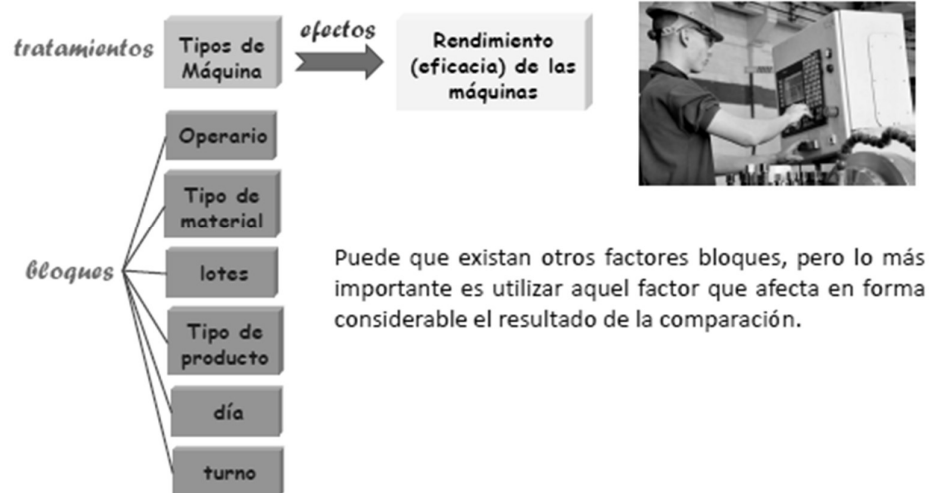 tratamientos
Tipos de
Máquina
efectos
Rendimiento
(eficacia) de las
máquinas
bloques
Operario
Tipo de
material
lotes
Tipo de
producto
día
turno
Puede que existan otros factores bloques, pero lo más
importante es utilizar aquel factor que afecta en forma
considerable el resultado de la comparación.